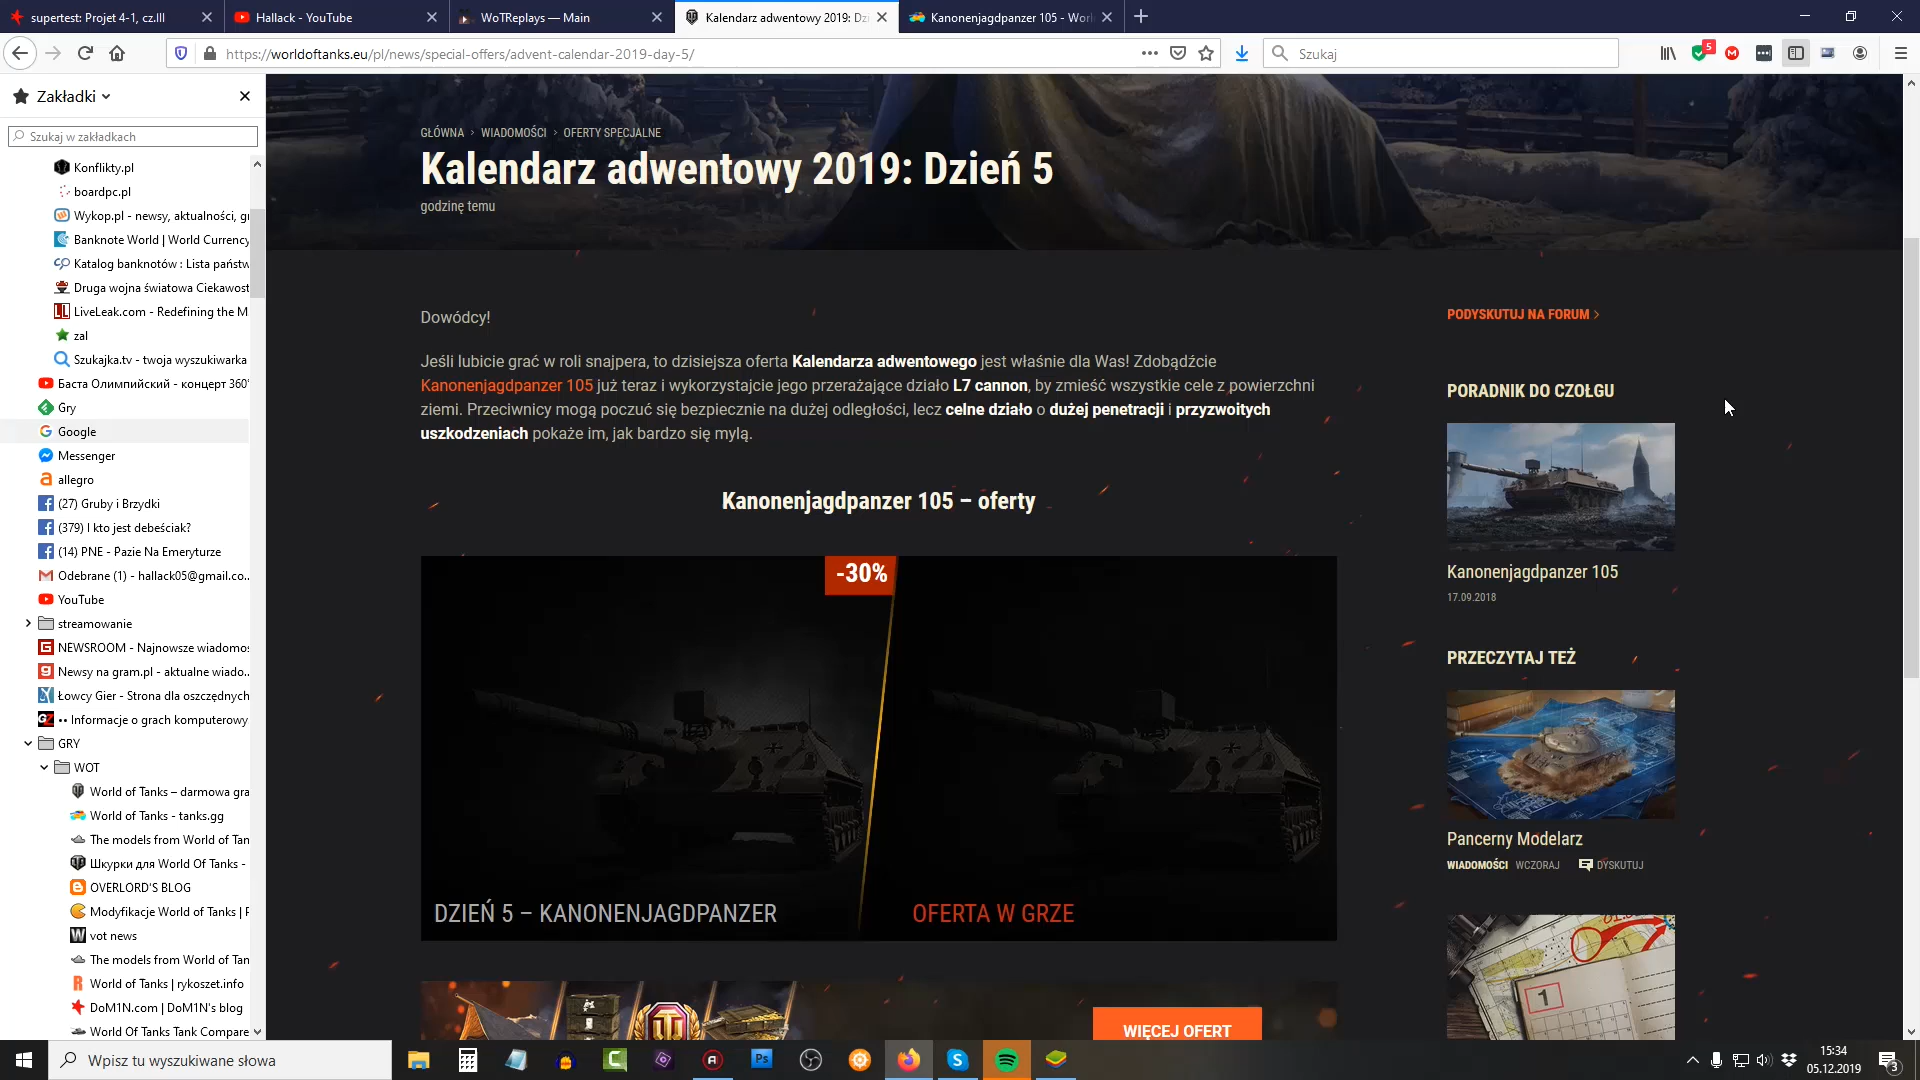 supertest: Projet 4-1, cz.III
Hallack - YouTube
WoTReplays — Main
Kalendarz adwentowy 2019: Dz
Kanonenjagdpanzer 105 - Worl
https://worldoftanks.eu/pl/news/special-offers/advent-calendar-2019-day-5/
Szukaj
5
Zakładki
Szukaj w zakładkach
Konflikty.pl
boardpc.pl
Wykop.pl - newsy, aktualności, gr
Banknote World | World Currency
Katalog banknotów : Lista państw
Druga wojna światowa Ciekawost
LiveLeak.com - Redefining the M
zal
Szukajka.tv - twoja wyszukiwarka
Баста Олимпийский - концерт 360°
Gry
Google
Messenger
allegro
(27) Gruby i Brzydki
(379) I kto jest debeściak?
(14) PNE - Pazie Na Emeryturze
Odebrane (1) - hallack05@gmail.co...
YouTube
streamowanie
NEWSROOM - Najnowsze wiadomoś
Newsy na gram.pl - aktualne wiado...
Łowcy Gier - Strona dla oszczędnych
•• Informacje o grach komputerowy
GRY
WOT
World of Tanks – darmowa gra
World of Tanks - tanks.gg
The models from World of Tan
Шкурки для World Of Tanks -
OVERLORD'S BLOG
Modyfikacje World of Tanks | F
vot news
The models from World of Tan
World of Tanks | rykoszet.info
DoM1N.com | DoM1N's blog
World Of Tanks Tank Compare
GŁÓWNA > WIADOMOŚCI > OFERTY SPECJALNE
Kalendarz adwentowy 2019: Dzień 5
godzinę temu
Dowódcy!
Jeśli lubicie grać w roli snajpera, to dzisiejsza oferta Kalendarza adwentowego jest właśnie dla Was! Zdobądźcie
Kanonenjagdpanzer 105 już teraz i wykorzystajcie jego przerażające działo L7 cannon, by zmieść wszystkie cele z powierzchni
ziemi. Przeciwnicy mogą poczuć się bezpiecznie na dużej odległości, lecz celne działo o dużej penetracji i przyzwoitych
uszkodzeniach pokaże im, jak bardzo się mylą.
Kanonenjagdpanzer 105 – oferty
-30%
DZIEŃ 5 – KANONENJAGDPANZER
OFERTA W GRZE
WIĘCEJ OFERT
PODYSKUTUJ NA FORUM >
PORADNIK DO CZOŁGU
Kanonenjagdpanzer 105
17.09.2018
PRZECZYTAJ TEŻ
Pancerny Modelarz
WIADOMOŚCI WCZORAJ DYSKUTUJ
1
Wpisz tu wyszukiwane słowa
15:34
05.12.2019
3